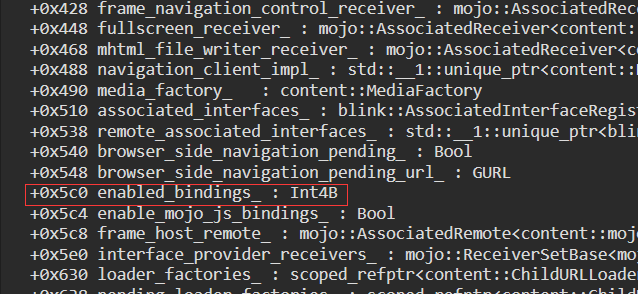 +0x428 frame_navigation_control_receiver_ : mojo::AssociatedRece
+0x448 fullscreen_receiver_ : mojo::AssociatedReceiver<content::
+0x468 mhtml_file_writer_receiver_ : mojo::AssociatedReceiver<co
+0x488 navigation_client_impl_ : std::__1::unique_ptr<content::N
+0x490 media_factory_   : content::MediaFactory
+0x510 associated_interfaces_ : blink::AssociatedInterfaceRegist
+0x538 remote_associated_interfaces_ : std::__1::unique_ptr<blin
+0x540 browser_side_navigation_pending_ : Bool
+0x548 browser_side_navigation_pending_url_ : GURL
+0x5c0 enabled_bindings_ : Int4B
+0x5c4 enable_mojo_js_bindings_ : Bool
+0x5c8 frame_host_remote_ : mojo::AssociatedRemote<content::mojo
+0x5e0 interface_provider_receivers_ : mojo::ReceiverSetBase<moj
+0x630 loader_factories_ : scoped_refptr<content::ChildURLLoade